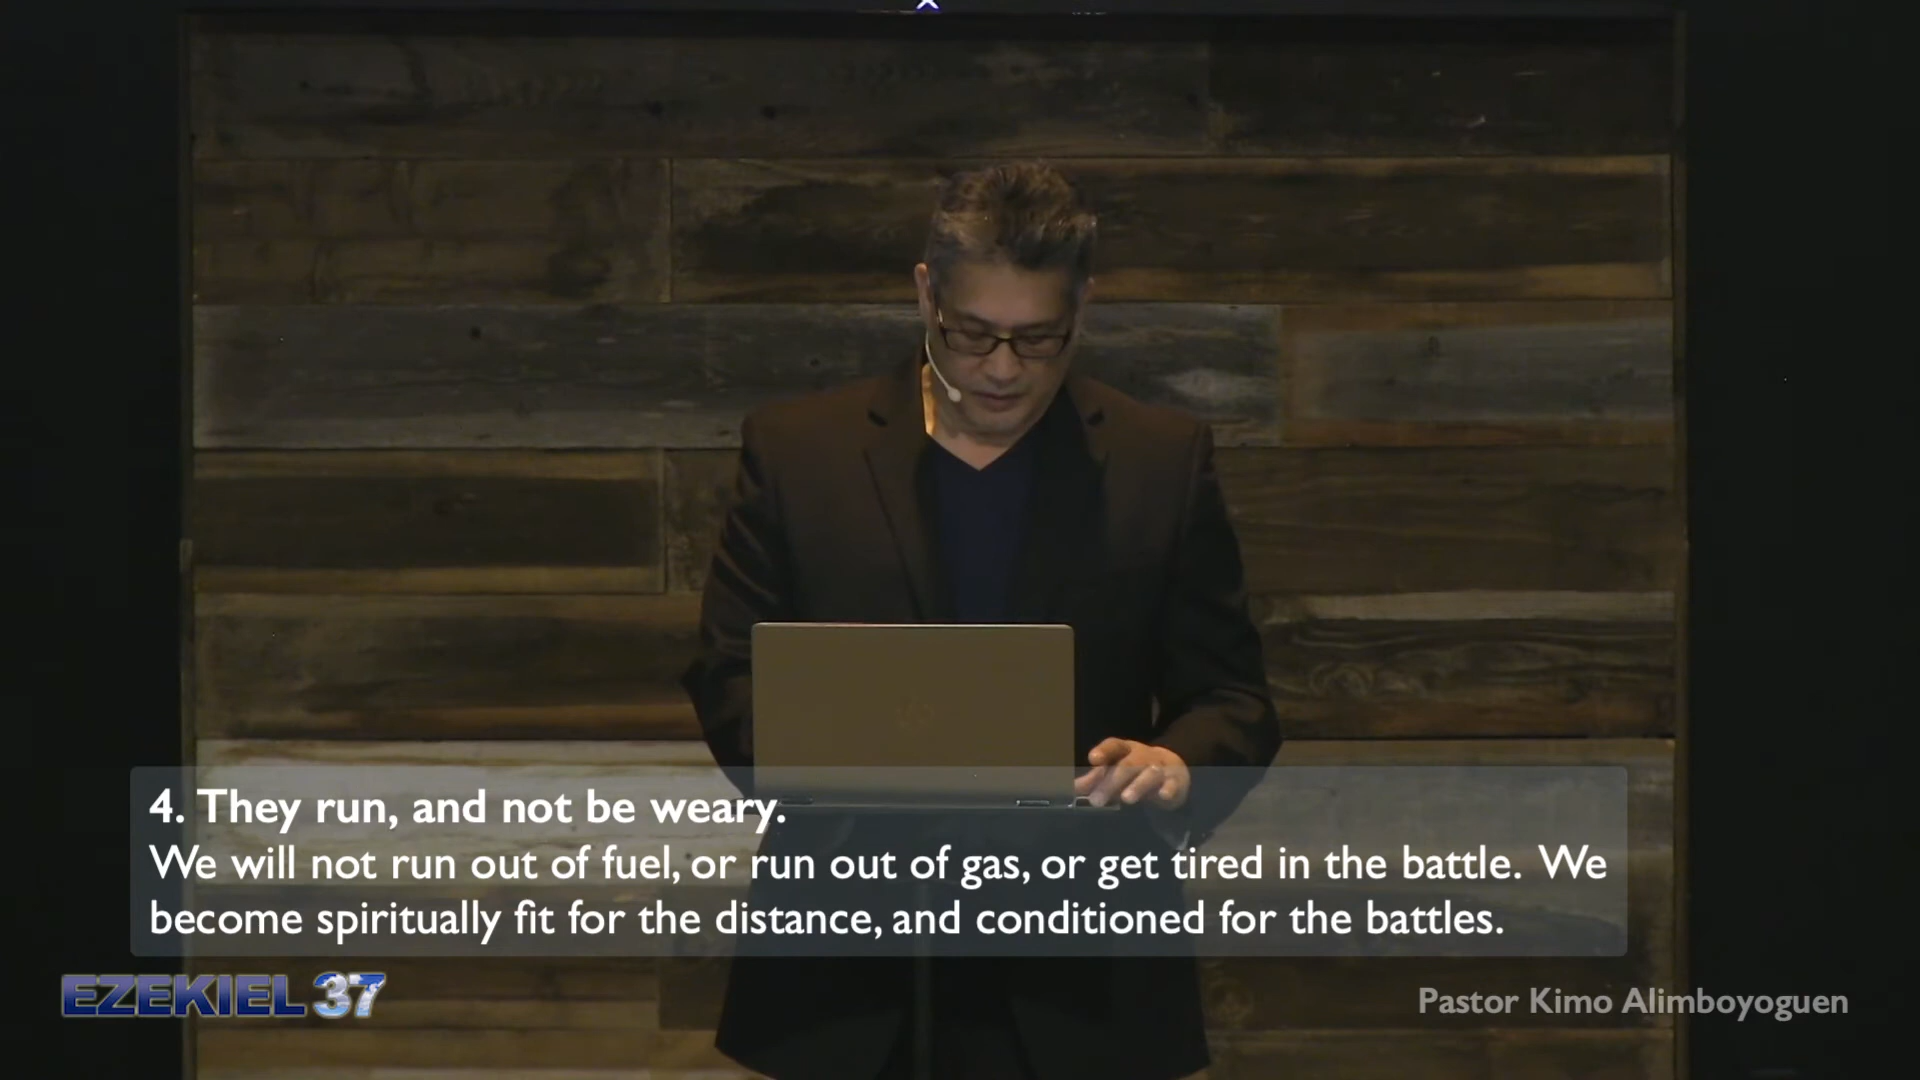 4. They run, and not be weary.
We will not run out of fuel, or run out of gas, or get tired in the battle. We
become spiritually fit for the distance, and conditioned for the battles.
EZEKIEL 37
Pastor Kimo Alimboyoguen